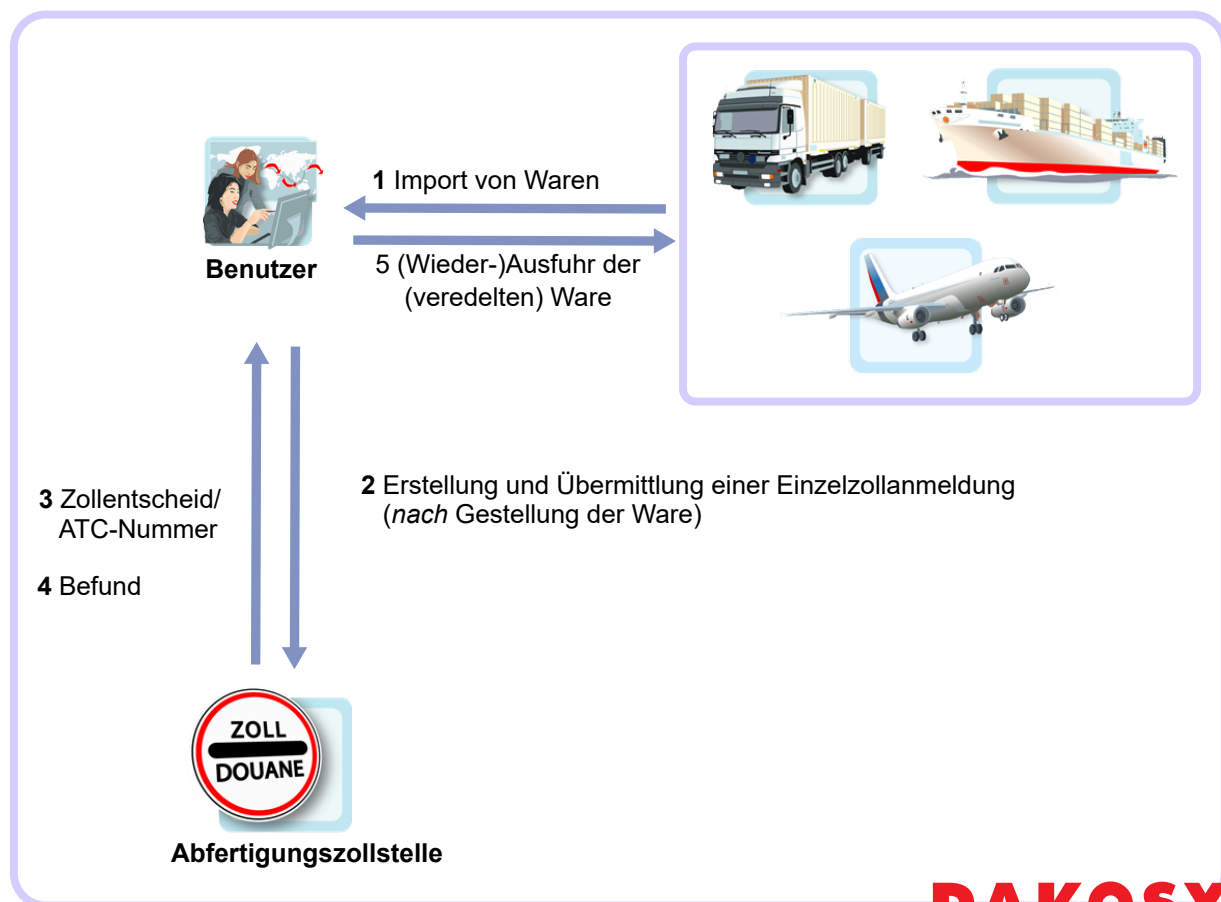 1 Import von Waren
Benutzer
5 (Wieder-)Ausfuhr der
(veredelten) Ware
3 Zollentscheid/
ATC-Nummer
4 Befund
2 Erstellung und Übermittlung einer Einzelzollanmeldung
(nach Gestellung der Ware)
ZOLL
DOUANE
Abfertigungszollstelle
DAKOSY